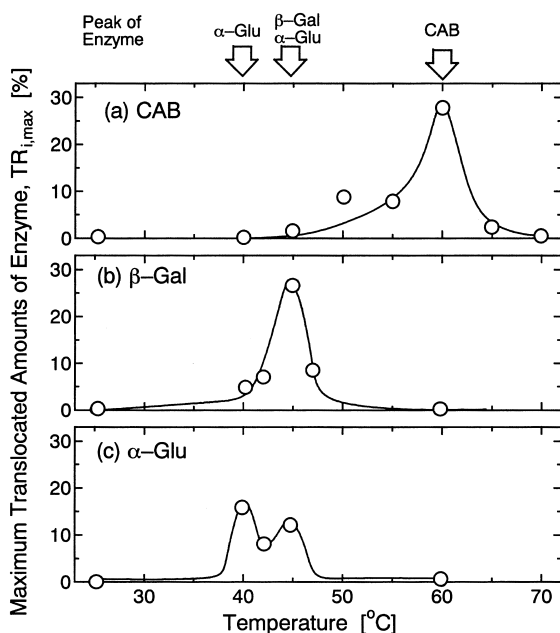 Peak of
Enzyme
α–Glu
β–Gal
α–Glu
CAB
Maximum Translocated Amounts of Enzyme, TRi,max [%]
(a) CAB
30
20
10
0
(b) β–Gal
30
20
10
0
(c) α–Glu
30
20
10
0
30 40 50 60 70
Temperature [°C]